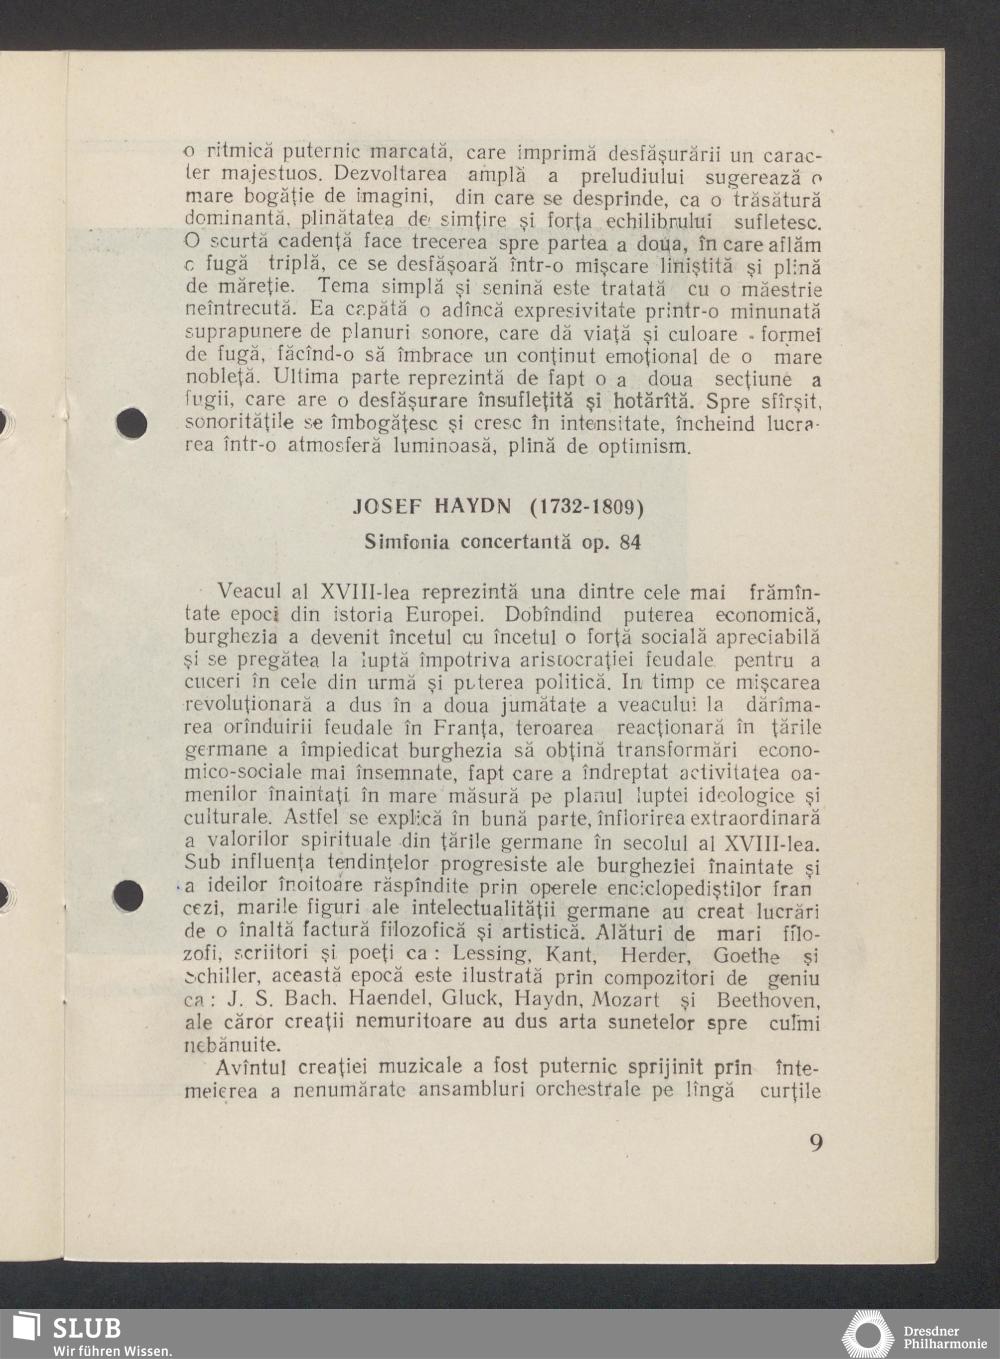 o ritmică puternic marcată, care imprimă desfășurării un carac-
ter majestuos. Dezvoltarea amplă a preludiului sugerează o
mare bogăție de imagini, din care se desprinde, ca o trăsătură
dominantă, plinătatea de simțire și forța echilibrului sufletesc.
O scurtă cadență face trecerea spre partea a doua, în care aflăm
o fugă triplă, ce se desfășoară într-o mișcare liniștită și plină
de măreție. Tema simplă și senină este tratată cu o măestrie
neîntrecută. Ea capătă o adîncă expresivitate printr-o minunată
suprapunere de planuri sonore, care dă viață și culoare formei
de fugă, făcînd-o să îmbrace un conținut emoțional de o mare
nobleță. Ultima parte reprezintă de fapt o a doua secțiune a
fugii, care are o desfășurare însuflețită și hotărîtă. Spre sfîrșit,
sonoritățile se îmbogățesc și cresc în intensitate, încheind lucra-
rea într-o atmosferă luminoasă, plină de optimism.
JOSEF HAYDN (1732-1809)
Simfonia concertantă op. 84
Veacul al XVIII-lea reprezintă una dintre cele mai frămîn-
tate epoci din istoria Europei. Dobîndind puterea economică,
burghezia a devenit încetul cu încetul o forță socială apreciabilă
și se pregătea la luptă împotriva aristocrației feudale pentru a
cuceri în cele din urmă și puterea politică. In timp ce mișcarea
revoluționară a dus în a doua jumătate a veacului la dărîma-
rea orînduirii feudale în Franța, teroarea reacționară în țările
germane a împiedicat burghezia să obțină transformări econo-
mico-sociale mai însemnate, fapt care a îndreptat activitatea oa-
menilor înaintați în mare măsură pe planul luptei ideologice și
culturale. Astfel se explică în bună parte, înflorirea extraordinară
a valorilor spirituale din țările germane în secolul al XVIII-lea.
Sub influența tendințelor progresiste ale burgheziei înaintate și
a ideilor înoitoare răspîndite prin operele enciclopediștilor fran
cezi, marile figuri ale intelectualității germane au creat lucrări
de o înaltă factură filozofică și artistică. Alături de mari filo-
zofi, scriitori și poeți ca : Lessing, Kant, Herder, Goethe și
Schiller, această epocă este ilustrată prin compozitori de geniu
ca : J. S. Bach. Haendel, Gluck, Haydn, Mozart și Beethoven,
ale căror creații nemuritoare au dus arta sunetelor spre culmi
nebănuite.
Avîntul creației muzicale a fost puternic sprijinit prin înte-
meierea a nenumărate ansambluri orchestrale pe lîngă curțile
9
SLUB
Wir führen Wissen.
Dresdner
Philharmonie